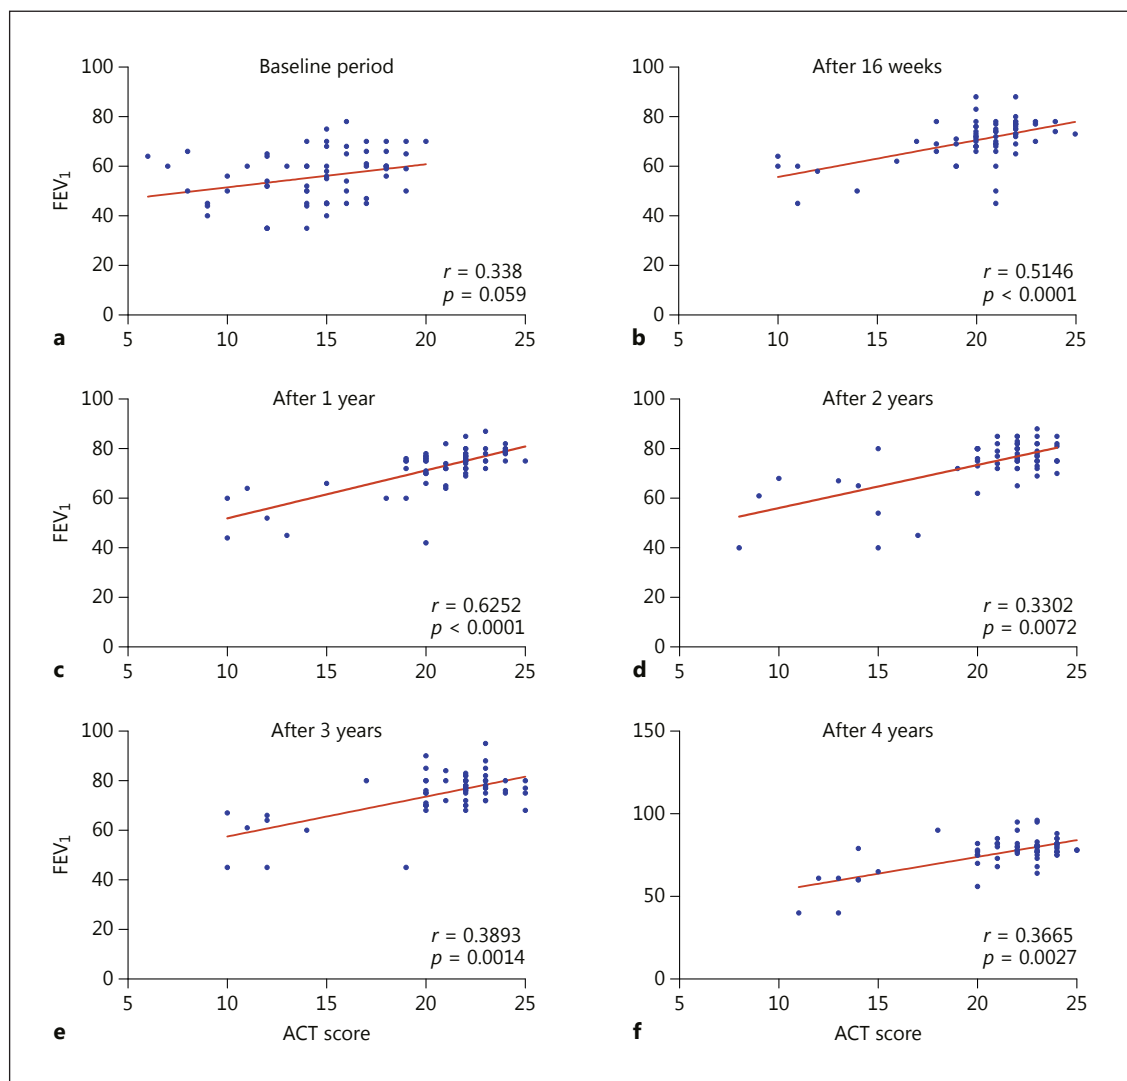 Baseline period
100
80
60
40
20
0
FEV1
5 10 15 20 25
r = 0.338
p = 0.059
a
After 16 weeks
100
80
60
40
20
0
5 10 15 20 25
r = 0.5146
p < 0.0001
b
After 1 year
100
80
60
40
20
0
FEV1
5 10 15 20 25
r = 0.6252
p < 0.0001
c
After 2 years
100
80
60
40
20
0
5 10 15 20 25
r = 0.3302
p = 0.0072
d
After 3 years
100
80
60
40
20
0
FEV1
5 10 15 20 25
r = 0.3893
p = 0.0014
e
ACT score
After 4 years
150
100
50
0
5 10 15 20 25
r = 0.3665
p = 0.0027
f
ACT score